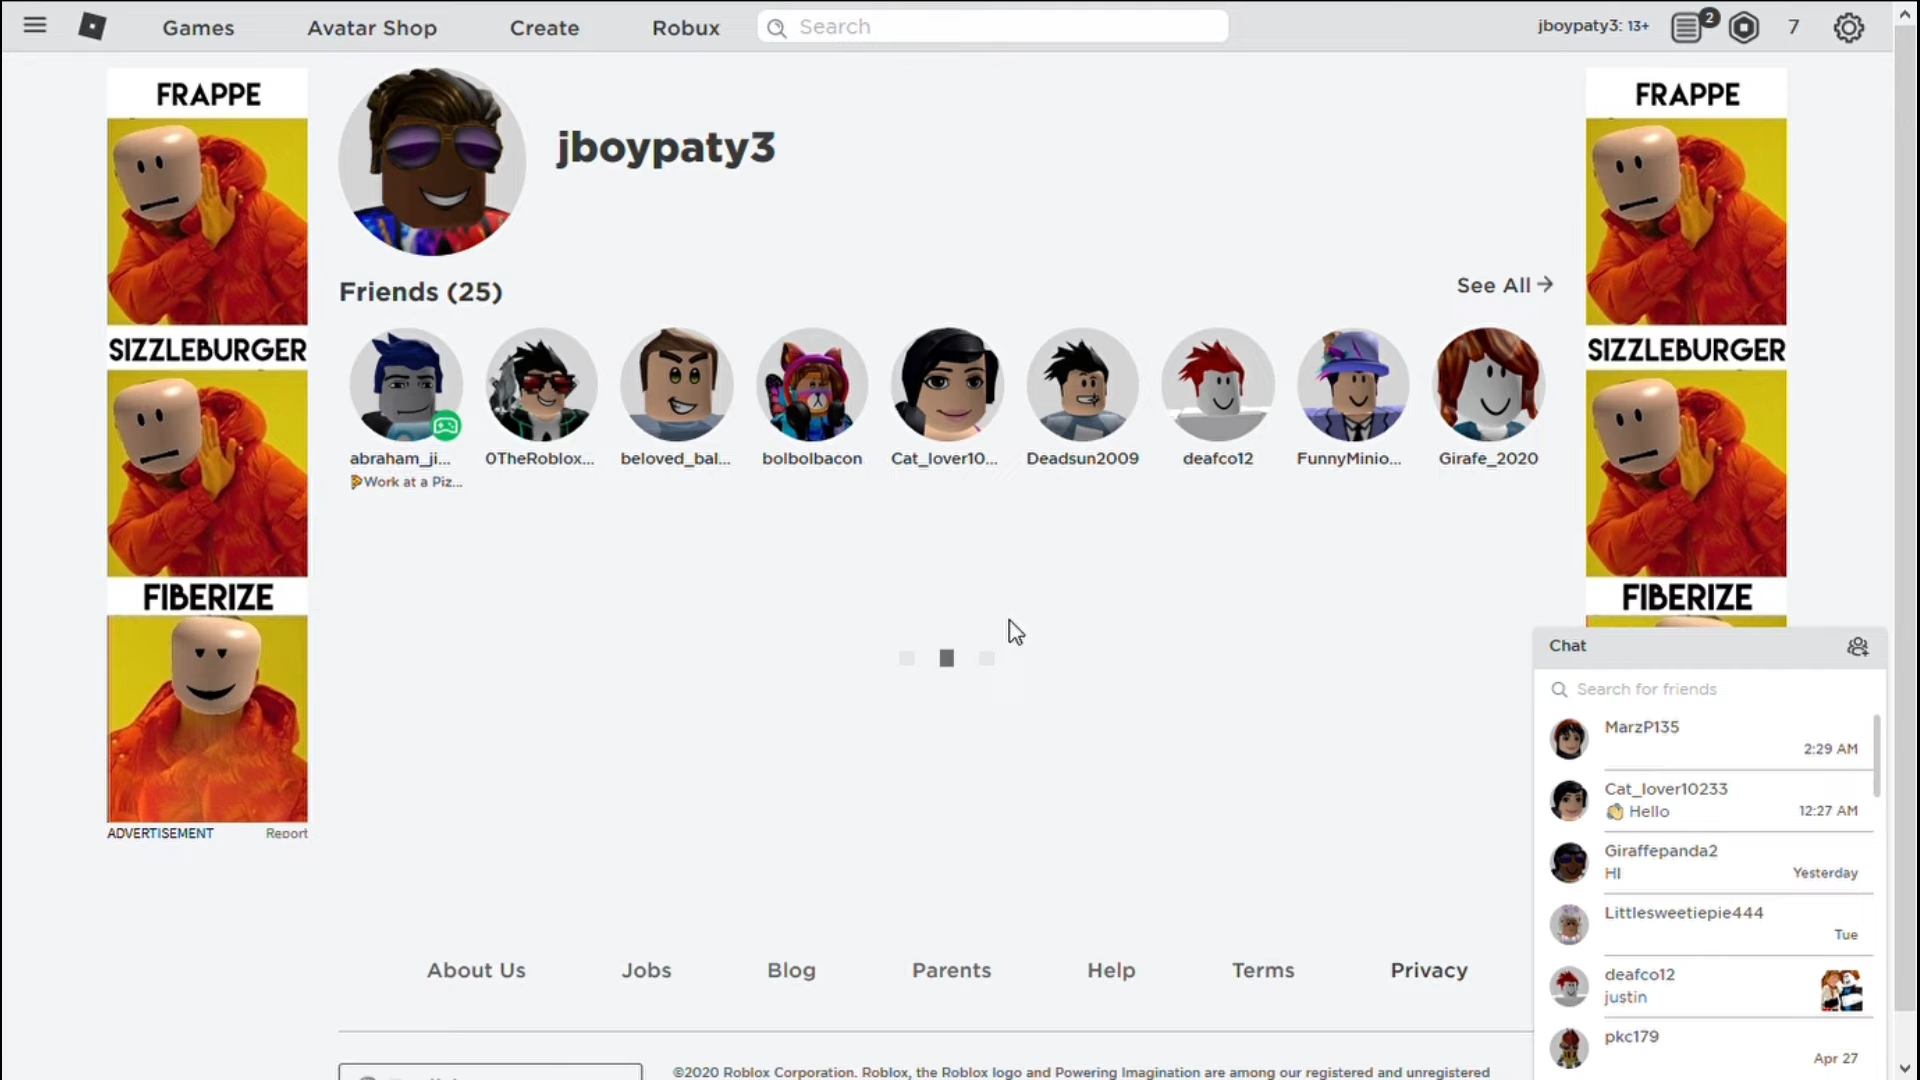 Games
Avatar Shop
Create
Robux
Search
jboypaty3: 13+
2
7
FRAPPE
SIZZLEBURGER
FIBERIZE
ADVERTISEMENT
Report
jboypaty3
Friends (25)
See All
abraham_ji...
Work at a Piz...
0TheRoblox...
beloved_bal...
bolbolbacon
Cat_lover10...
Deadsun2009
deafco12
FunnyMinio...
Girafe_2020
FRAPPE
SIZZLEBURGER
FIBERIZE
Chat
Search for friends
MarzP135
2:29 AM
Cat_lover10233
👏 Hello
12:27 AM
Giraffepanda2
HI
Yesterday
Littlesweetiepie444
Tue
deafco12
justin
pkc179
Apr 27
About Us
Jobs
Blog
Parents
Help
Terms
Privacy
©2020 Roblox Corporation. Roblox, the Roblox logo and Powering Imagination are among our registered and unregistered